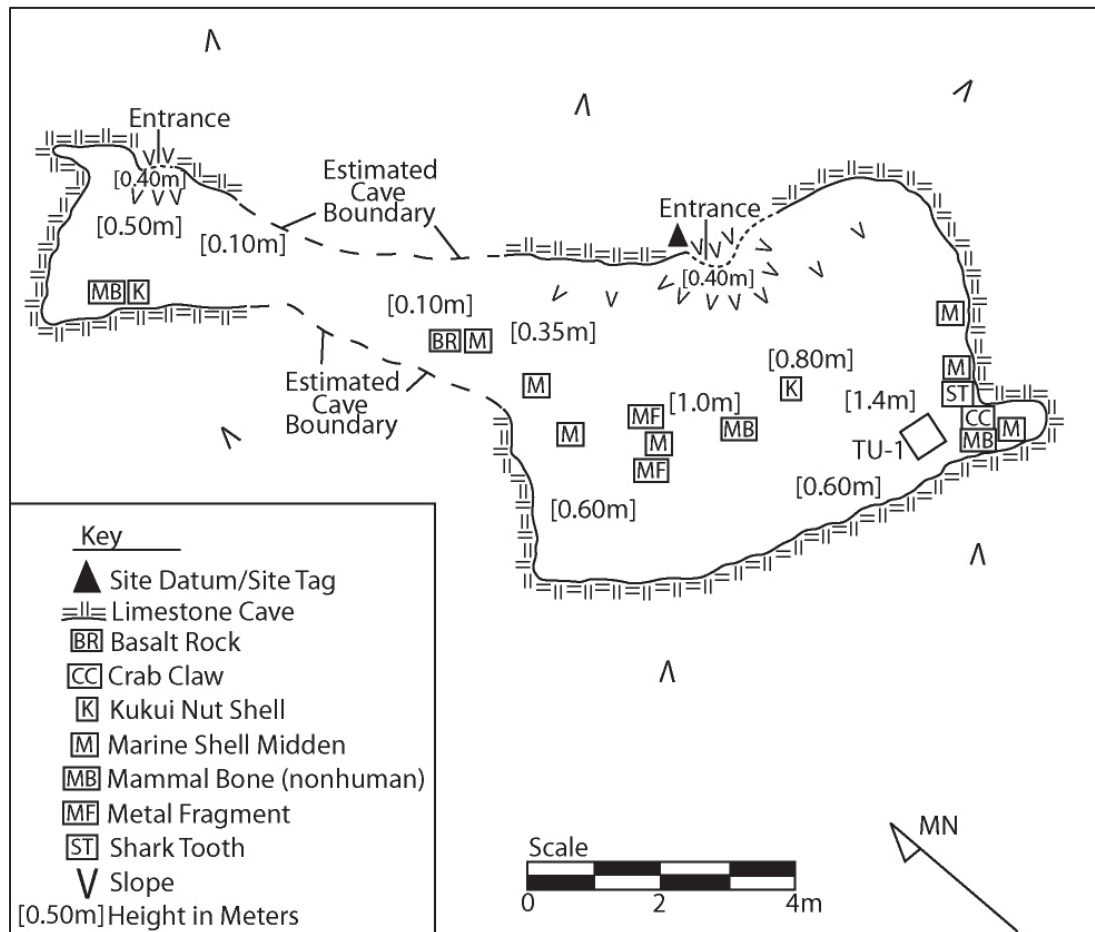 Entrance
[0.40m]
Estimated
Cave
Boundary
[0.50m]
[0.10m]
Entrance
[0.40m]
MB K
[0.10m]
BR M
[0.35m]
M
M
ST
[0.80m]
K
Estimated
Cave
Boundary
M
M
MF
M
MF
[1.0m]
MB
[1.4m]
TU-1
CC
MB
M
[0.60m]
[0.60m]
Key
Site Datum/Site Tag
Limestone Cave
BR Basalt Rock
CC Crab Claw
K Kukui Nut Shell
M Marine Shell Midden
MB Mammal Bone (nonhuman)
MF Metal Fragment
ST Shark Tooth
Slope
[0.50m] Height in Meters
Scale
0 2 4m
MN